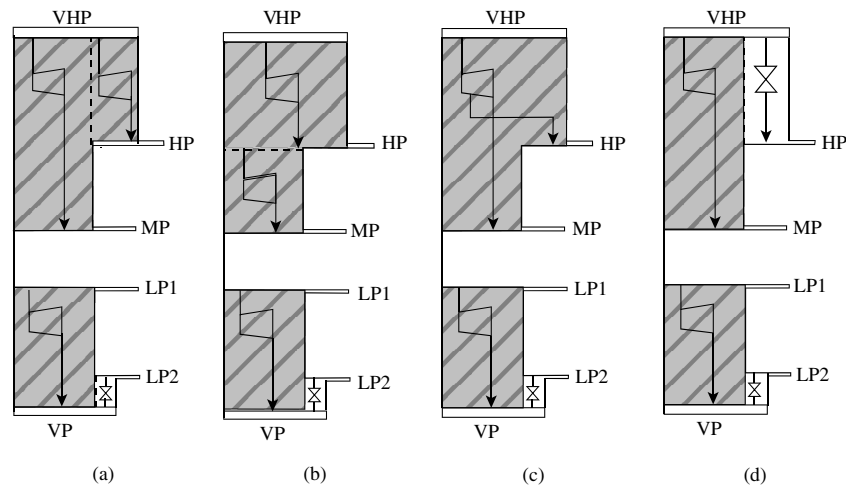 VHP VHP VHP VHP
HP HP HP HP
MP MP MP MP
LP1 LP1 LP1 LP1
LP2 LP2 LP2 LP2
VP VP VP VP
(a) (b) (c) (d)